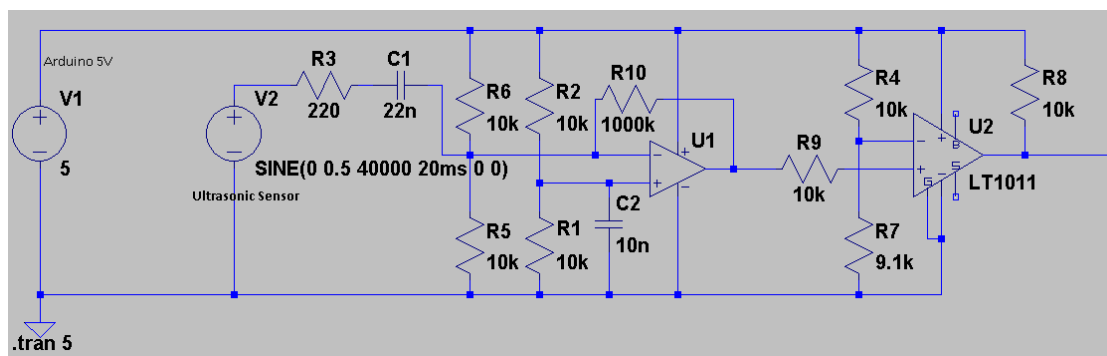 Arduino 5V
V1
5
V2
SINE(0 0.5 40000 20ms 0 0)
Ultrasonic Sensor
R3
220
C1
22n
R6
10k
R5
10k
R2
10k
R1
10k
R10
1000k
C2
10n
U1
R9
10k
R4
10k
R7
9.1k
U2
LT1011
B
S
G
R8
10k
.tran 5